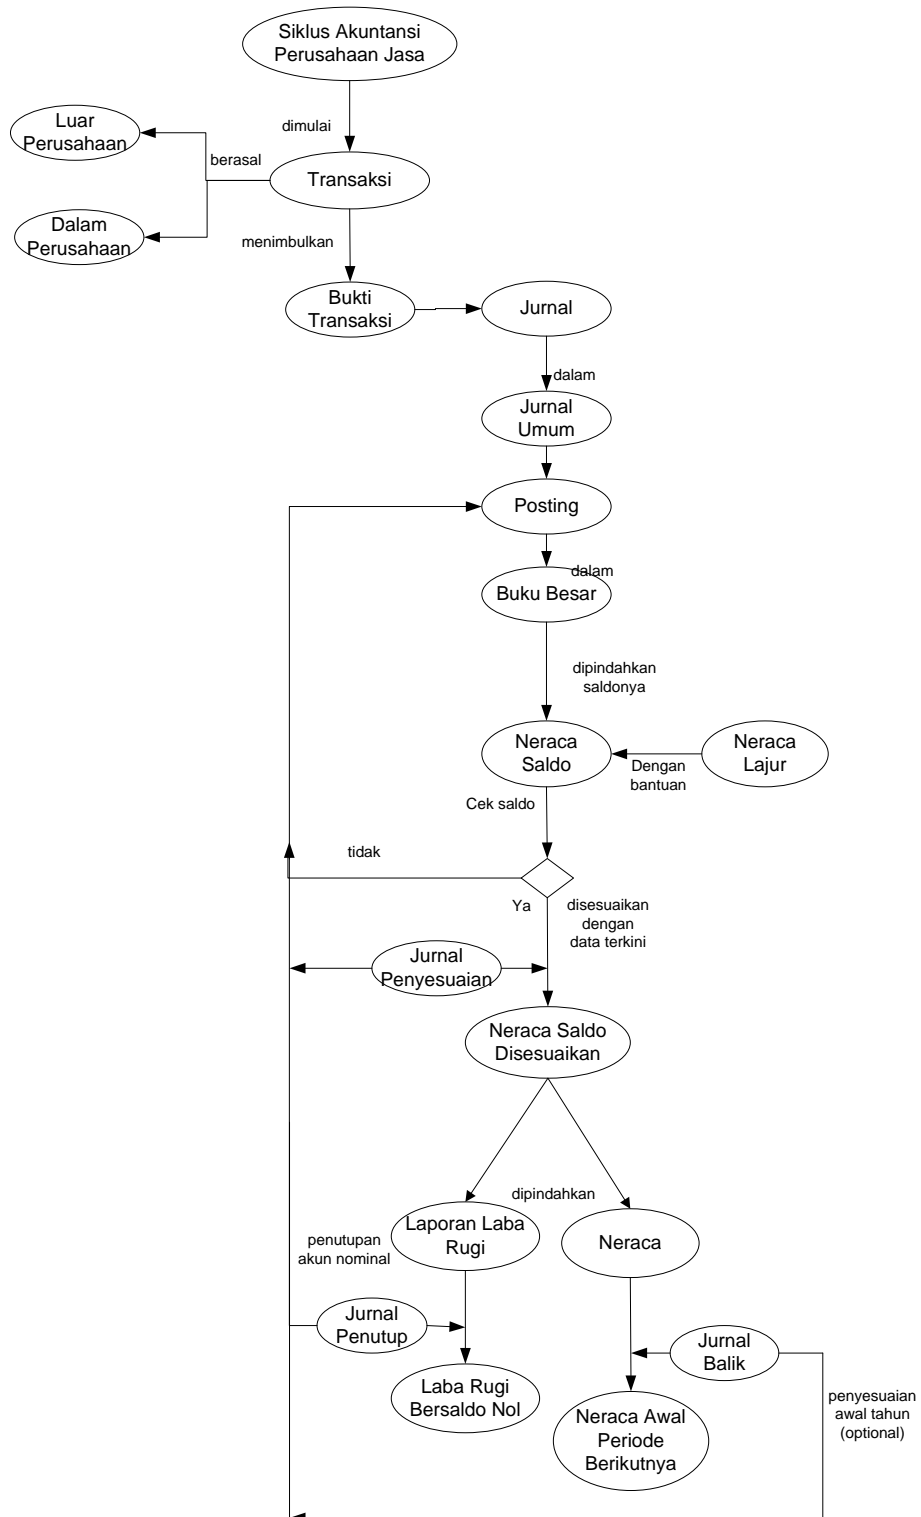 Siklus Akuntansi
Perusahaan Jasa
dimulai
Luar
Perusahaan
berasal
Transaksi
Dalam
Perusahaan
menimbulkan
Bukti
Transaksi
Jurnal
dalam
Jurnal
Umum
Posting
dalam
Buku Besar
dipindahkan
saldonya
Neraca
Saldo
Dengan
bantuan
Neraca
Lajur
Cek saldo
tidak
Ya
disesuaikan
dengan
data terkini
Jurnal
Penyesuaian
Neraca Saldo
Disesuaikan
dipindahkan
Laporan Laba
Rugi
Neraca
penutupan
akun nominal
Jurnal
Penutup
Jurnal
Balik
Laba Rugi
Bersaldo Nol
Neraca Awal
Periode
Berikutnya
penyesuaian
awal tahun
(optional)